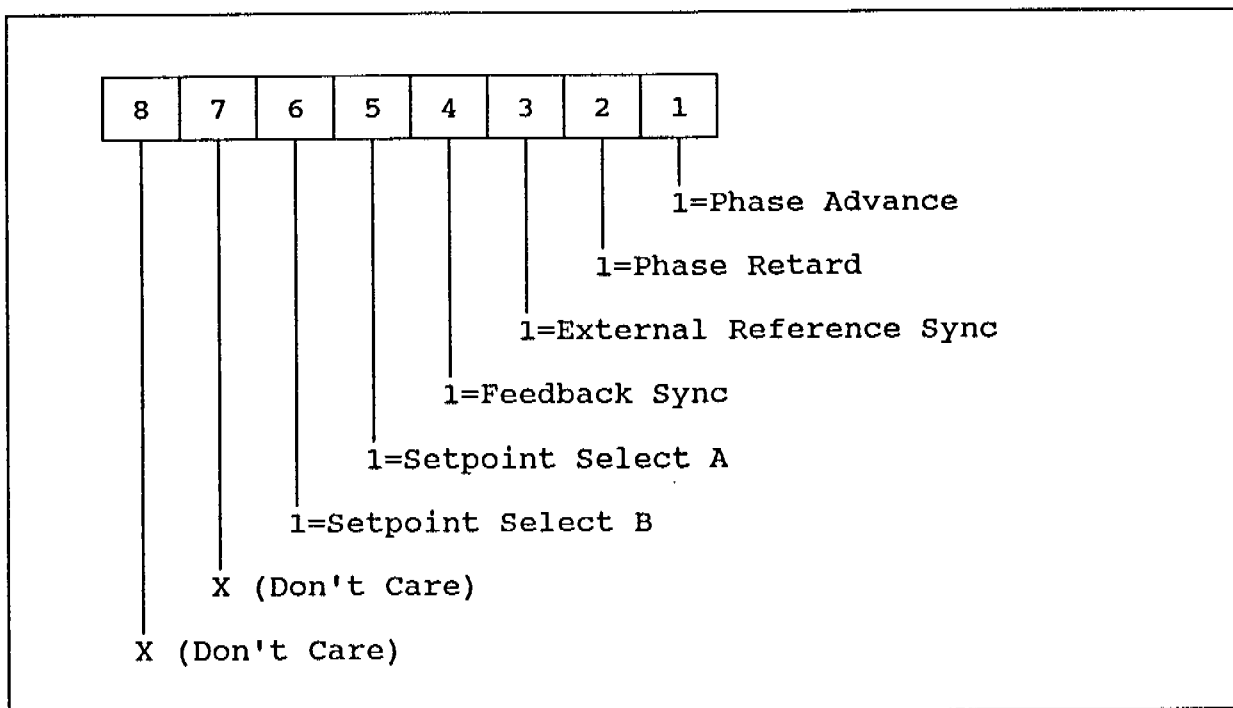 8 7 6 5 4 3 2 1
1=Phase Advance
1=Phase Retard
1=External Reference Sync
1=Feedback Sync
1=Setpoint Select A
1=Setpoint Select B
X (Don't Care)
X (Don't Care)